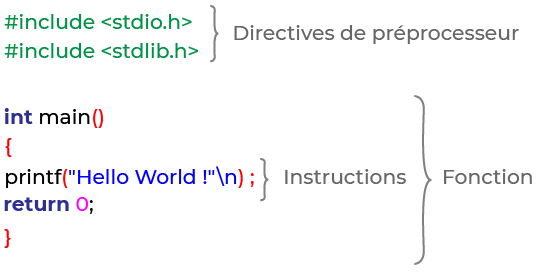 #include <stdio.h>
#include <stdlib.h>
Directives de préprocesseur
int main()
{
printf("Hello World !"\n) ;
return 0;
}
Instructions
Fonction